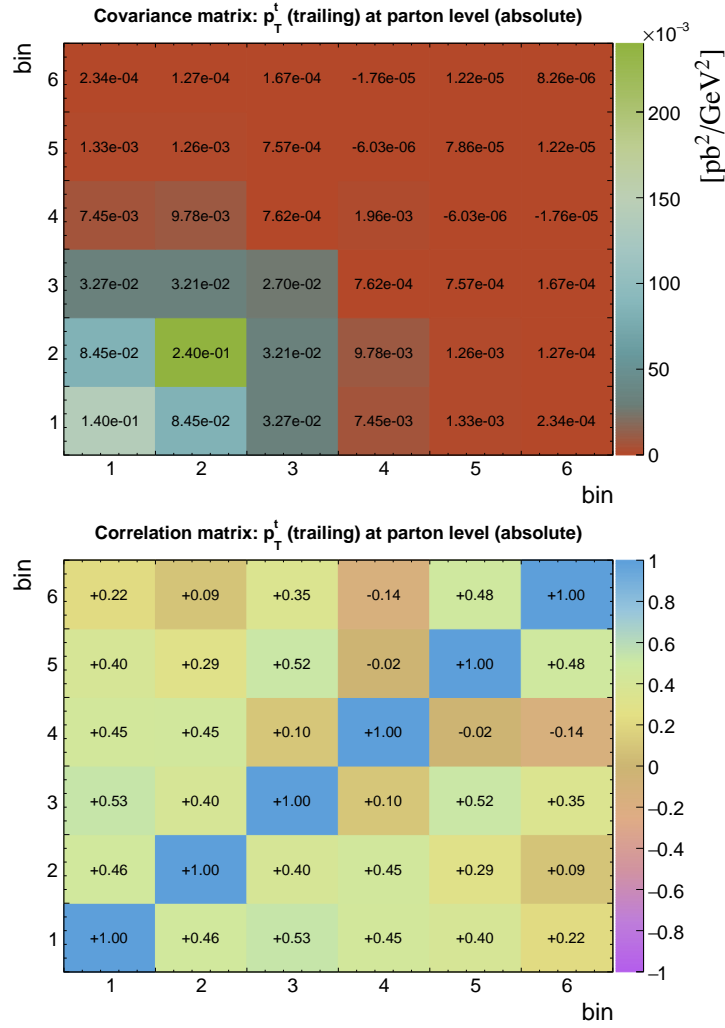 Covariance matrix: p_T^t (trailing) at parton level (absolute)
×10⁻³
bin
6 2.34e-04 1.27e-04 1.67e-04 -1.76e-05 1.22e-05 8.26e-06
5 1.33e-03 1.26e-03 7.57e-04 -6.03e-06 7.86e-05 1.22e-05
4 7.45e-03 9.78e-03 7.62e-04 1.96e-03 -6.03e-06 -1.76e-05
3 3.27e-02 3.21e-02 2.70e-02 7.62e-04 7.57e-04 1.67e-04
2 8.45e-02 2.40e-01 3.21e-02 9.78e-03 1.26e-03 1.27e-04
1 1.40e-01 8.45e-02 3.27e-02 7.45e-03 1.33e-03 2.34e-04
1 2 3 4 5 6
bin
200
150
100
50
0
[pb²/GeV²]
Correlation matrix: p_T^t (trailing) at parton level (absolute)
bin
6 +0.22 +0.09 +0.35 -0.14 +0.48 +1.00
5 +0.40 +0.29 +0.52 -0.02 +1.00 +0.48
4 +0.45 +0.45 +0.10 +1.00 -0.02 -0.14
3 +0.53 +0.40 +1.00 +0.10 +0.52 +0.35
2 +0.46 +1.00 +0.40 +0.45 +0.29 +0.09
1 +1.00 +0.46 +0.53 +0.45 +0.40 +0.22
1 2 3 4 5 6
bin
1
0.8
0.6
0.4
0.2
0
−0.2
−0.4
−0.6
−0.8
−1